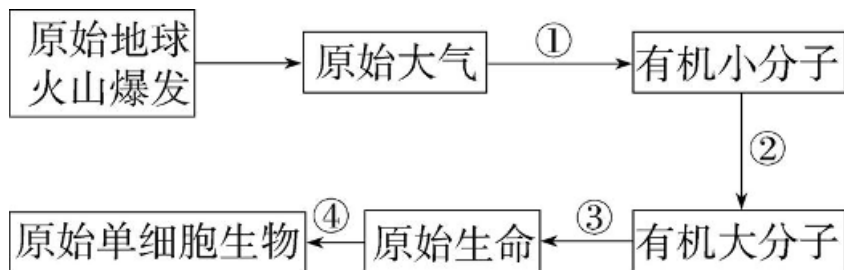 原始地球
火山爆发
原始大气
①
有机小分子
②
原始单细胞生物
④
原始生命
③
有机大分子